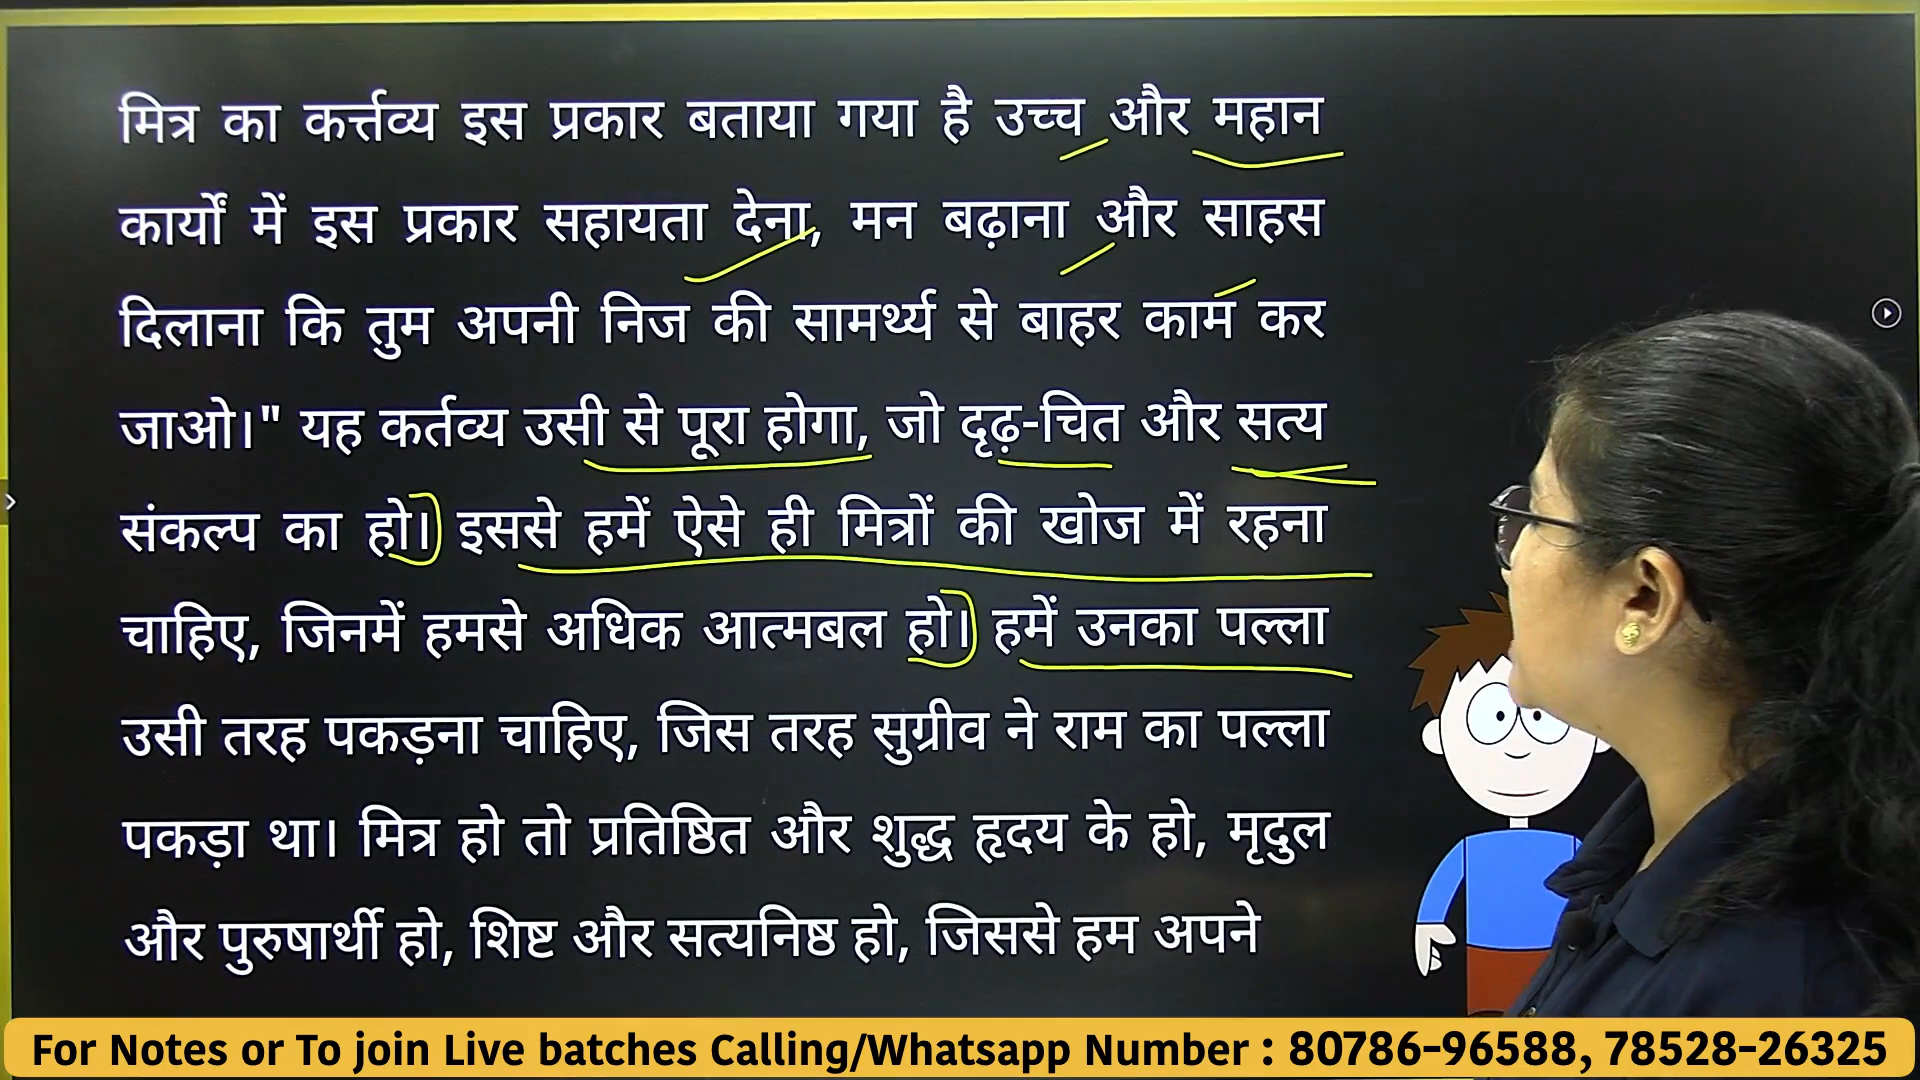 मित्र का कर्त्तव्य इस प्रकार बताया गया है उच्च और महान
कार्यों में इस प्रकार सहायता देना, मन बढ़ाना और साहस
दिलाना कि तुम अपनी निज की सामर्थ्य से बाहर काम कर
जाओ।" यह कर्तव्य उसी से पूरा होगा, जो दृढ़-चित और सत्य
संकल्प का हो। इससे हमें ऐसे ही मित्रों की खोज में रहना
चाहिए, जिनमें हमसे अधिक आत्मबल हो। हमें उनका पल्ला
उसी तरह पकड़ना चाहिए, जिस तरह सुग्रीव ने राम का पल्ला
पकड़ा था। मित्र हो तो प्रतिष्ठित और शुद्ध हृदय के हो, मृदुल
और पुरुषार्थी हो, शिष्ट और सत्यनिष्ठ हो, जिससे हम अपने
For Notes or To join Live batches Calling/Whatsapp Number : 80786-96588, 78528-26325